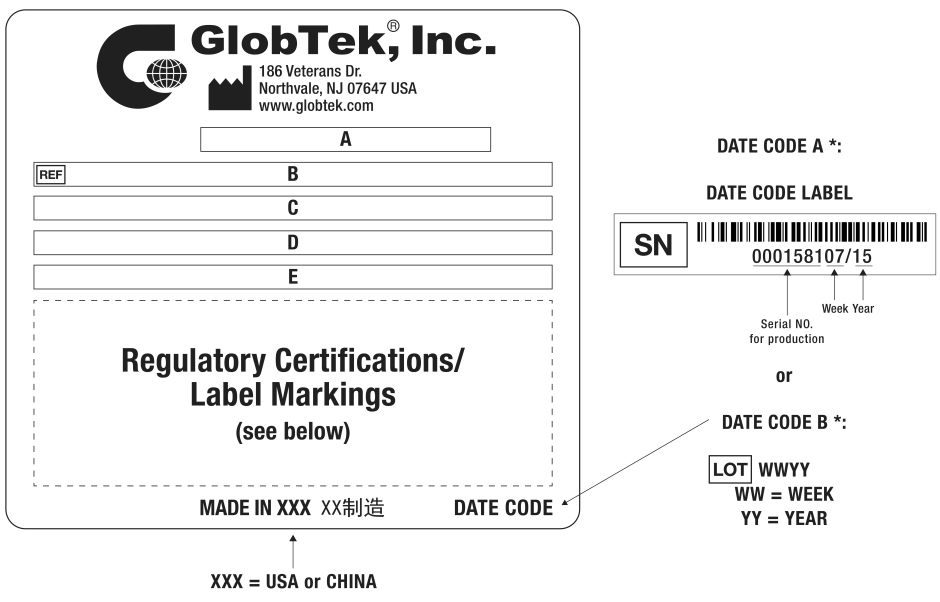 GlobTek,® Inc.
186 Veterans Dr.
Northvale, NJ 07647 USA
www.globtek.com
A
REF B
C
D
E
Regulatory Certifications/
Label Markings
(see below)
MADE IN XXX XX制造 DATE CODE
XXX = USA or CHINA
DATE CODE A *:
DATE CODE LABEL
SN
000158107/15
Week Year
Serial NO.
for production
or
DATE CODE B *:
LOT WWYY
WW = WEEK
YY = YEAR